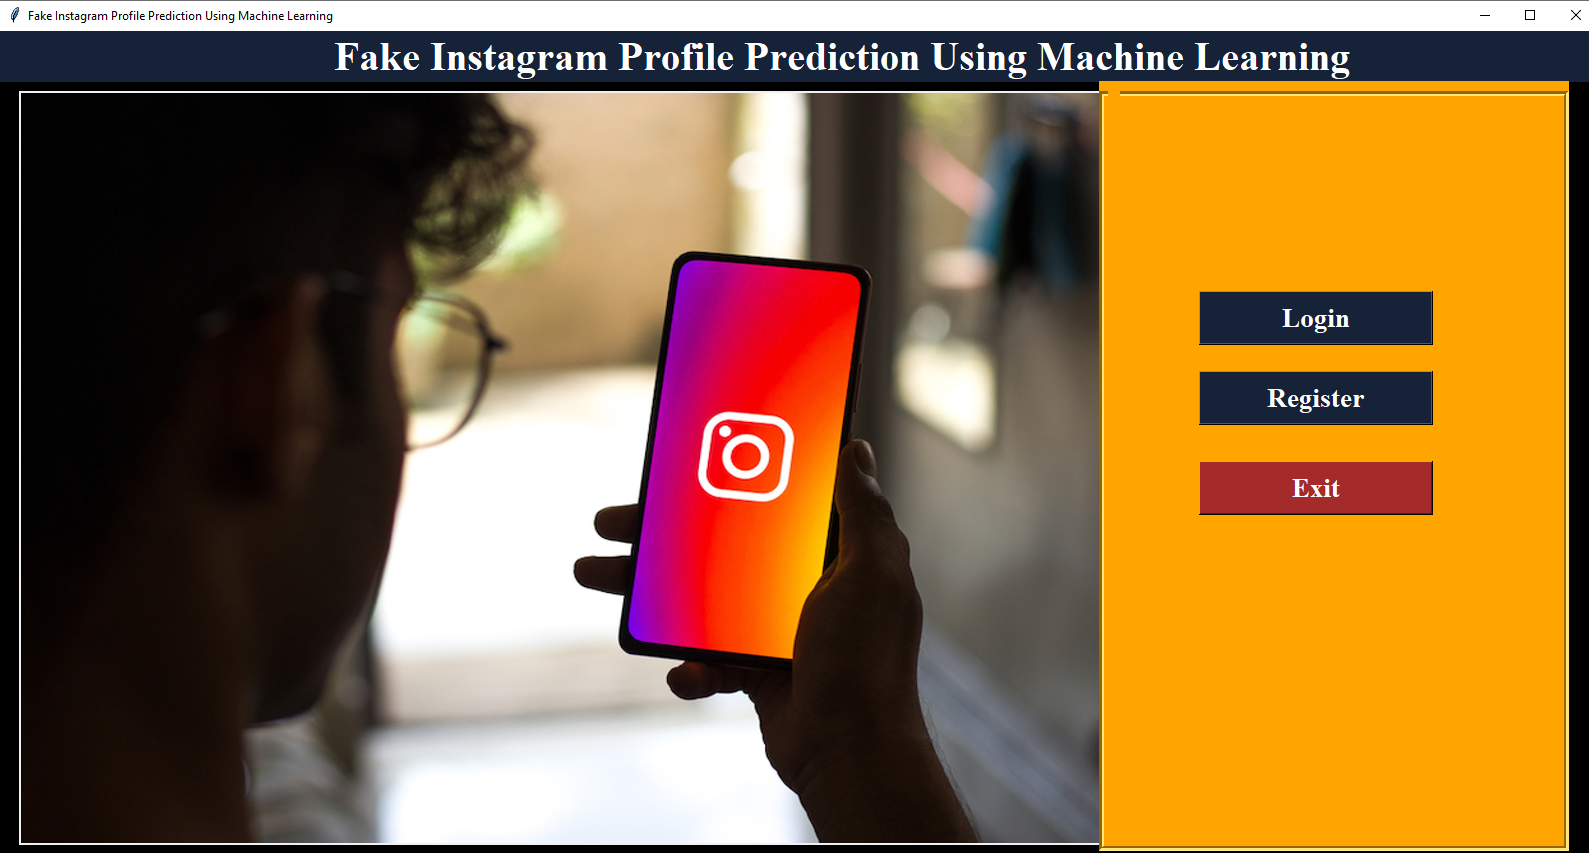 Fake Instagram Profile Prediction Using Machine Learning
Fake Instagram Profile Prediction Using Machine Learning
Login
Register
Exit